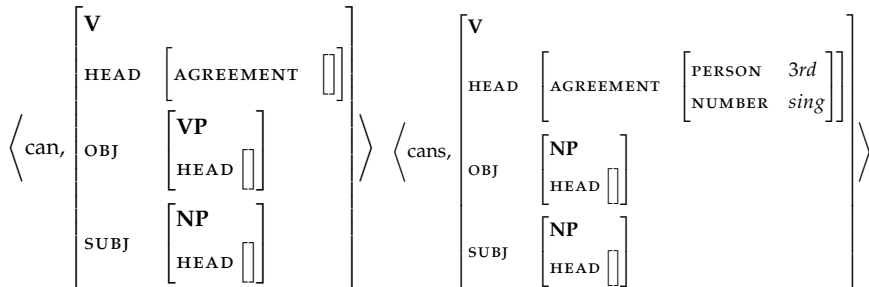 ⟨can, [V
HEAD [AGREEMENT []]
OBJ [VP
HEAD []]
SUBJ [NP
HEAD []]]⟩
⟨cans, [V
HEAD [AGREEMENT [PERSON 3rd
NUMBER sing]]
OBJ [NP
HEAD []]
SUBJ [NP
HEAD []]]⟩